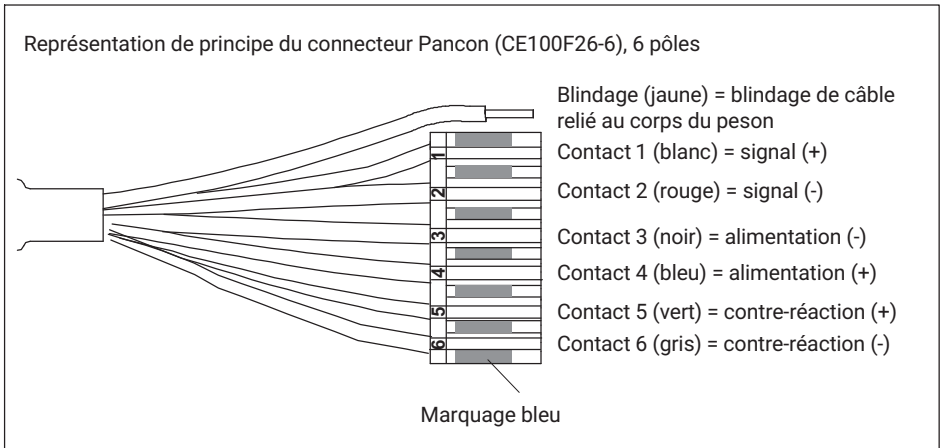 Représentation de principe du connecteur Pancon (CE100F26-6), 6 pôles
Blindage (jaune) = blindage de câble
relié au corps du peson
1
Contact 1 (blanc) = signal (+)
2
Contact 2 (rouge) = signal (-)
3
Contact 3 (noir) = alimentation (-)
4
Contact 4 (bleu) = alimentation (+)
5
Contact 5 (vert) = contre-réaction (+)
6
Contact 6 (gris) = contre-réaction (-)
Marquage bleu